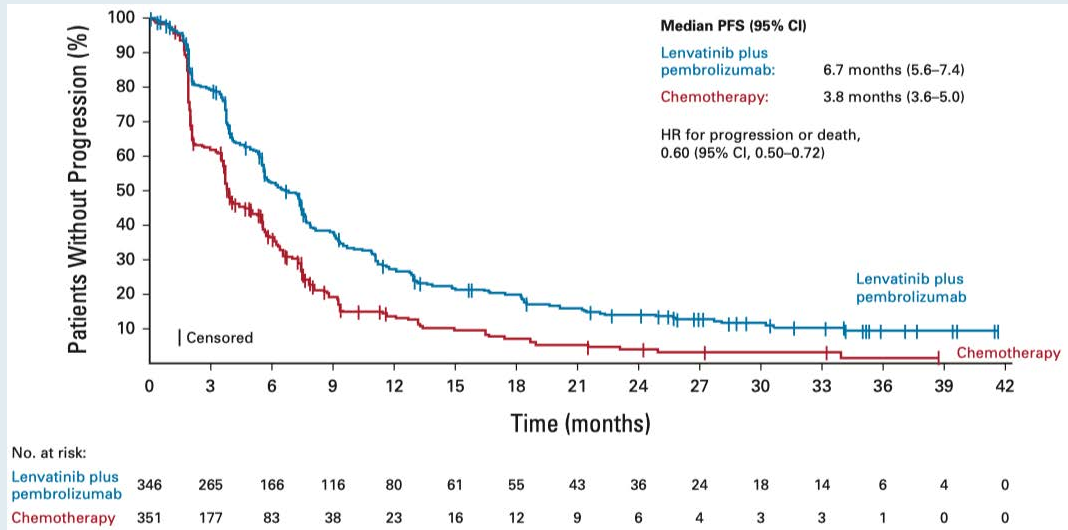 Patients Without Progression (%)
100
90
80
70
60
50
40
30
20
10
Median PFS (95% CI)
Lenvatinib plus
pembrolizumab: 6.7 months (5.6–7.4)
Chemotherapy: 3.8 months (3.6–5.0)
HR for progression or death,
0.60 (95% CI, 0.50–0.72)
Lenvatinib plus
pembrolizumab
Censored
Chemotherapy
0 3 6 9 12 15 18 21 24 27 30 33 36 39 42
Time (months)
No. at risk:
Lenvatinib plus
pembrolizumab 346 265 166 116 80 61 55 43 36 24 18 14 6 4 0
Chemotherapy 351 177 83 38 23 16 12 9 6 4 3 3 1 0 0